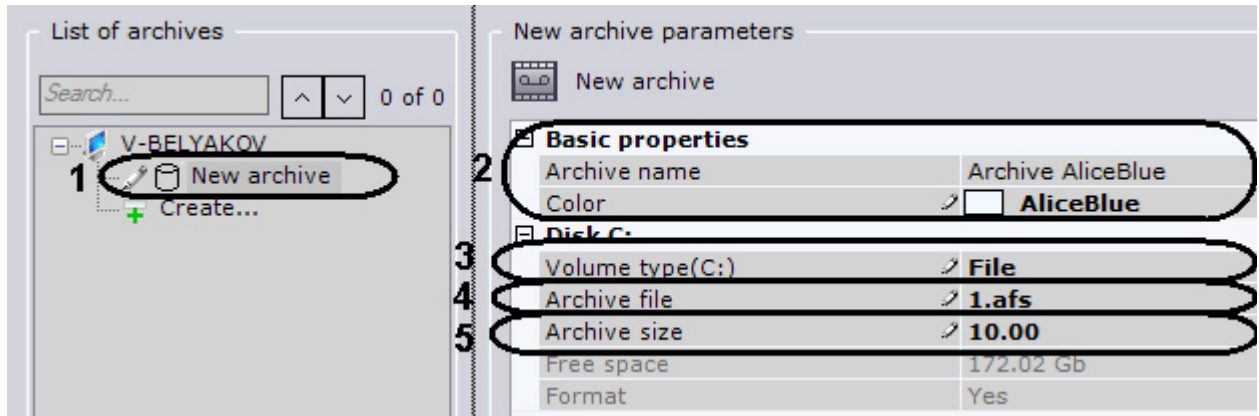 List of archives
Search...
0 of 0
V-BELYAKOV
1
New archive
Create...
New archive parameters
New archive
2
Basic properties
Archive name Archive AliceBlue
Color AliceBlue
Disk C:
3
Volume type(C:) File
4
Archive file 1.afs
5
Archive size 10.00
Free space 172.02 Gb
Format Yes